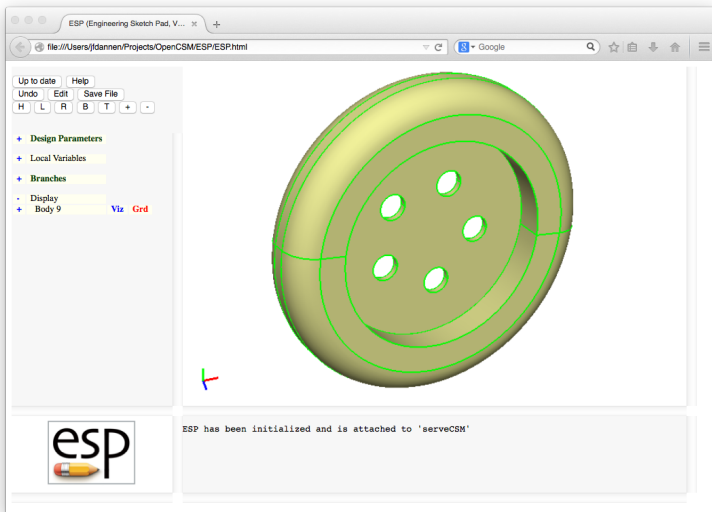 ESP (Engineering Sketch Pad, V...
file:///Users/jfdannen/Projects/OpenCSM/ESP/ESP.html
Google
Up to date Help
Undo Edit Save File
H L R B T + -
+ Design Parameters
+ Local Variables
+ Branches
- Display
+ Body 9 Viz Grd
esp
ESP has been initialized and is attached to 'serveCSM'